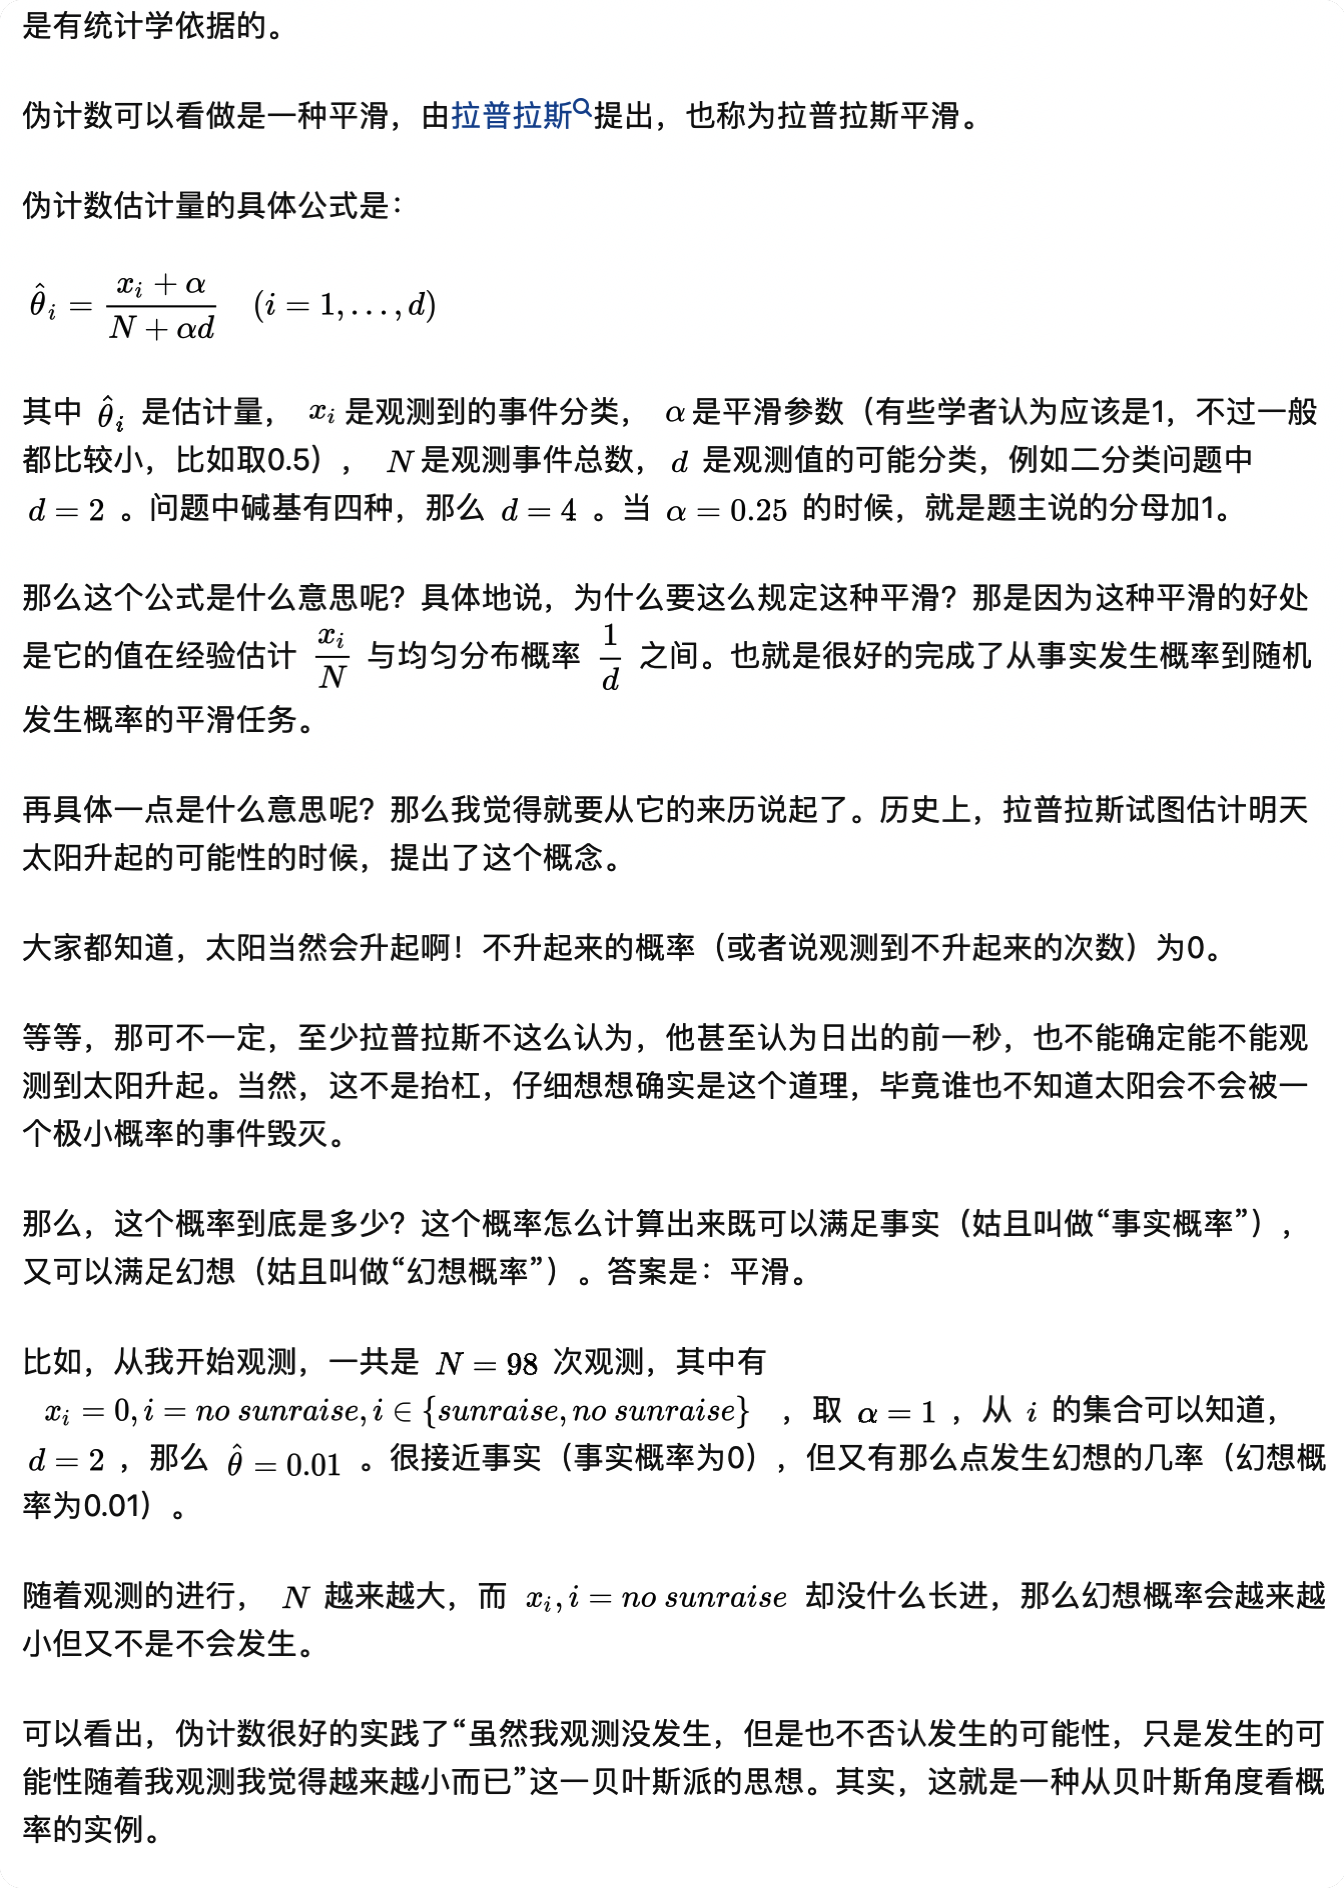 是有统计学依据的。
伪计数可以看做是一种平滑，由拉普拉斯提出，也称为拉普拉斯平滑。
伪计数估计量的具体公式是：
θ̂_i = (x_i + α) / (N + αd)   (i = 1, . . . , d)
其中 θ̂_i 是估计量， x_i 是观测到的事件分类， α 是平滑参数（有些学者认为应该是1，不过一般
都比较小，比如取0.5）， N 是观测事件总数， d 是观测值的可能分类，例如二分类问题中
d = 2 。问题中碱基有四种，那么 d = 4 。当 α = 0.25 的时候，就是题主说的分母加1。
那么这个公式是什么意思呢？具体地说，为什么要这么规定这种平滑？那是因为这种平滑的好处
是它的值在经验估计 x_i/N 与均匀分布概率 1/d 之间。也就是很好的完成了从事实发生概率到随机
发生概率的平滑任务。
再具体一点是什么意思呢？那么我觉得就要从它的来历说起了。历史上，拉普拉斯试图估计明天
太阳升起的可能性的时候，提出了这个概念。
大家都知道，太阳当然会升起啊！不升起来的概率（或者说观测到不升起来的次数）为0。
等等，那可不一定，至少拉普拉斯不这么认为，他甚至认为日出的前一秒，也不能确定能不能观
测到太阳升起。当然，这不是抬杠，仔细想想确实是这个道理，毕竟谁也不知道太阳会不会被一
个极小概率的事件毁灭。
那么，这个概率到底是多少？这个概率怎么计算出来既可以满足事实（姑且叫做“事实概率”），
又可以满足幻想（姑且叫做“幻想概率”）。答案是：平滑。
比如，从我开始观测，一共是 N = 98 次观测，其中有
x_i = 0, i = no sunraise, i ∈ {sunraise, no sunraise} ，取 α = 1 ，从 i 的集合可以知道，
d = 2 ，那么 θ̂ = 0.01 。很接近事实（事实概率为0），但又有那么点发生幻想的几率（幻想概
率为0.01）。
随着观测的进行， N 越来越大，而 x_i, i = no sunraise 却没什么长进，那么幻想概率会越来越
小但又不是不会发生。
可以看出，伪计数很好的实践了“虽然我观测没发生，但是也不否认发生的可能性，只是发生的可
能性随着我观测我觉得越来越小而已”这一贝叶斯派的思想。其实，这就是一种从贝叶斯角度看概
率的实例。